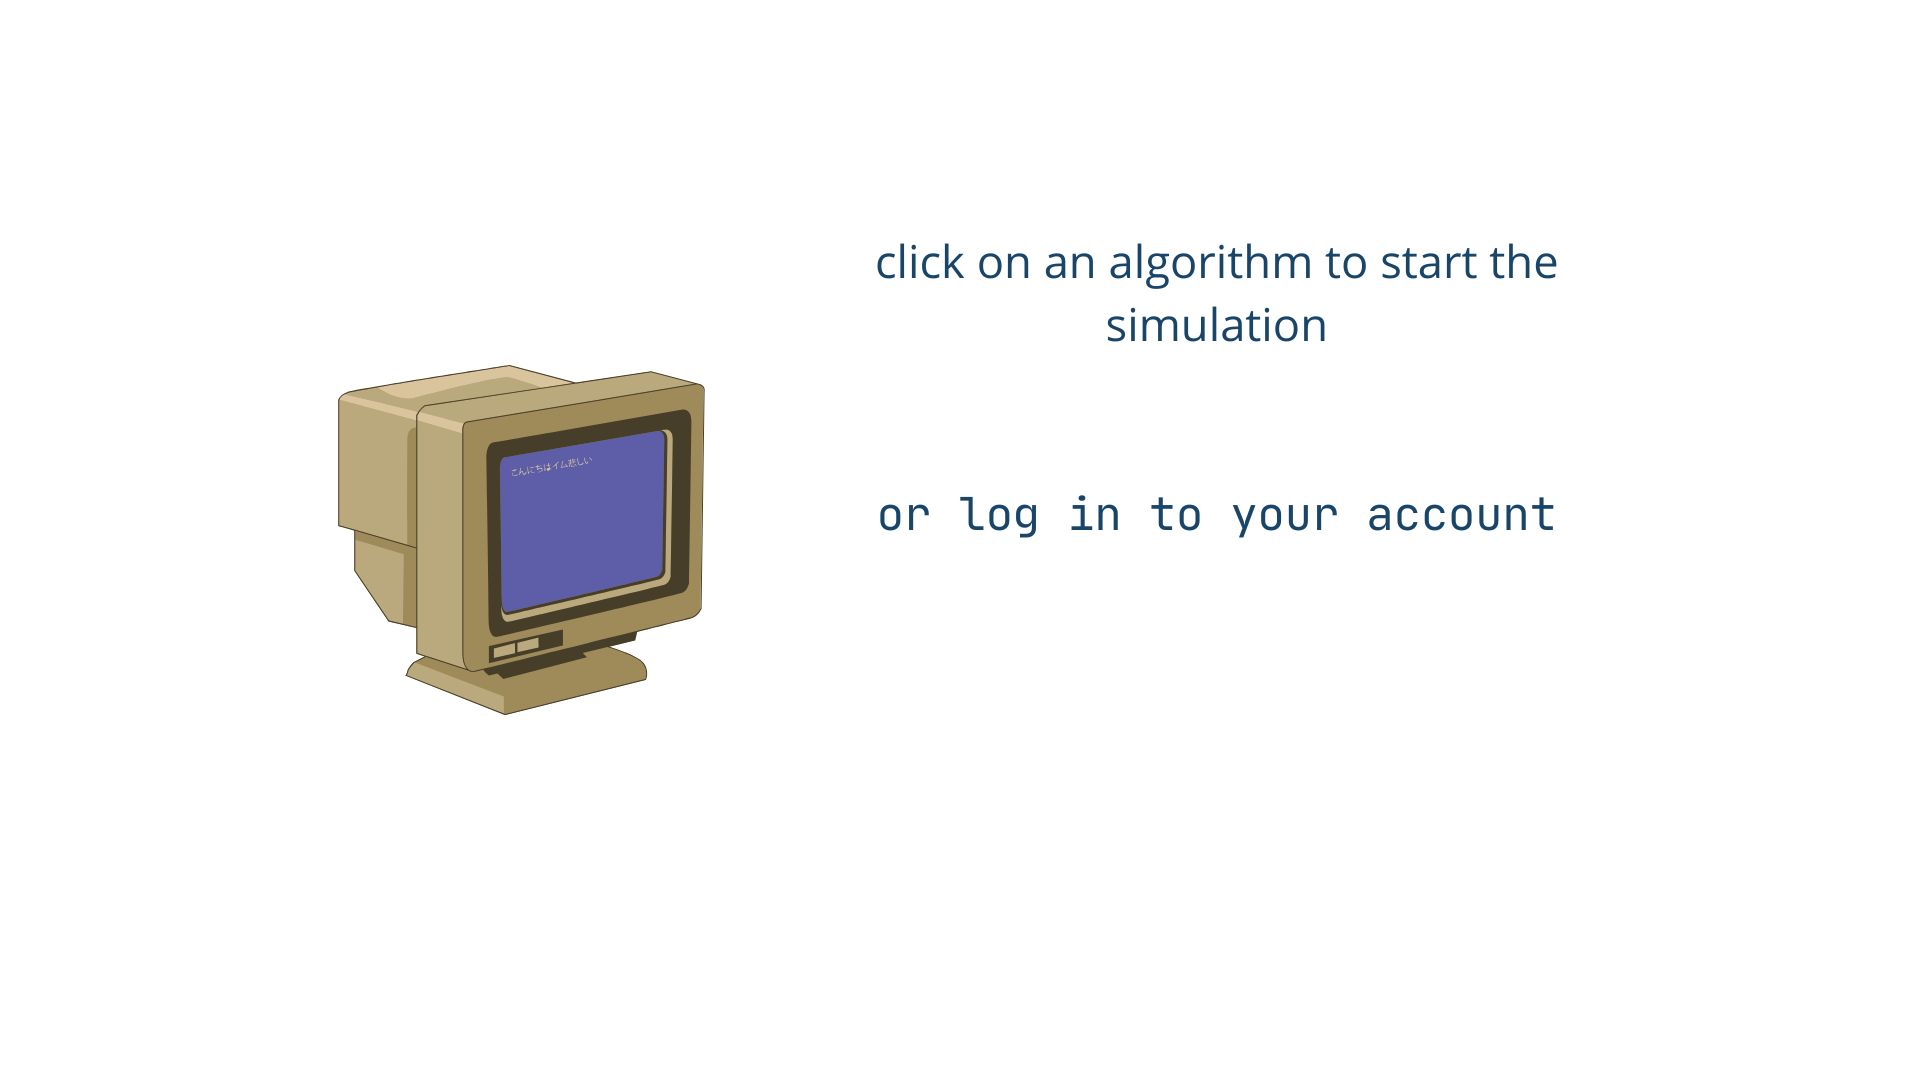 click on an algorithm to start the
simulation
こんにちはイム悲しい
or log in to your account